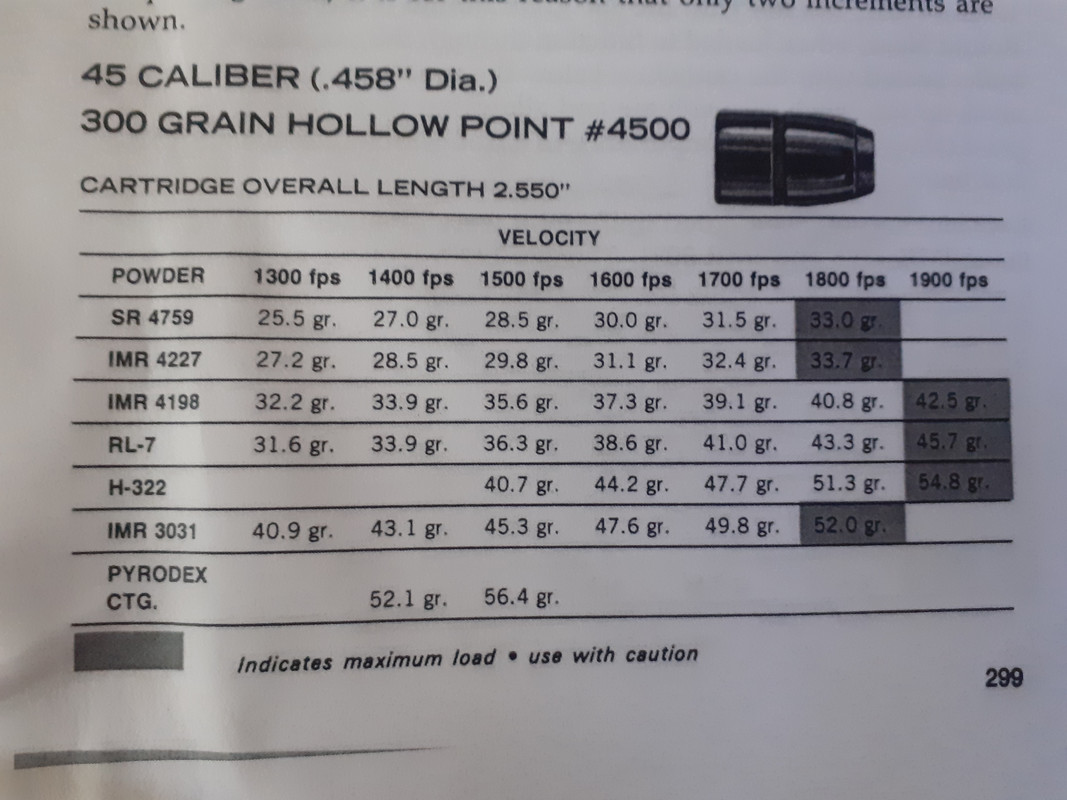 reason that only two increments are
shown.
45 CALIBER (.458" Dia.)
300 GRAIN HOLLOW POINT #4500
CARTRIDGE OVERALL LENGTH 2.550"
VELOCITY
POWDER 1300 fps 1400 fps 1500 fps 1600 fps 1700 fps 1800 fps 1900 fps
SR 4759 25.5 gr. 27.0 gr. 28.5 gr. 30.0 gr. 31.5 gr. 33.0 gr.
IMR 4227 27.2 gr. 28.5 gr. 29.8 gr. 31.1 gr. 32.4 gr. 33.7 gr.
IMR 4198 32.2 gr. 33.9 gr. 35.6 gr. 37.3 gr. 39.1 gr. 40.8 gr. 42.5 gr.
RL-7 31.6 gr. 33.9 gr. 36.3 gr. 38.6 gr. 41.0 gr. 43.3 gr. 45.7 gr.
H-322 40.7 gr. 44.2 gr. 47.7 gr. 51.3 gr. 54.8 gr.
IMR 3031 40.9 gr. 43.1 gr. 45.3 gr. 47.6 gr. 49.8 gr. 52.0 gr.
PYRODEX
CTG. 52.1 gr. 56.4 gr.
Indicates maximum load • use with caution
299